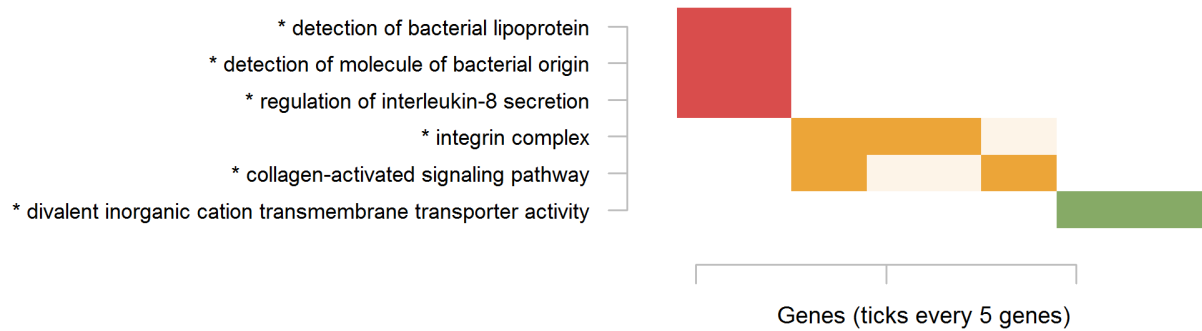 * detection of bacterial lipoprotein
* detection of molecule of bacterial origin
* regulation of interleukin-8 secretion
* integrin complex
* collagen-activated signaling pathway
* divalent inorganic cation transmembrane transporter activity
Genes (ticks every 5 genes)